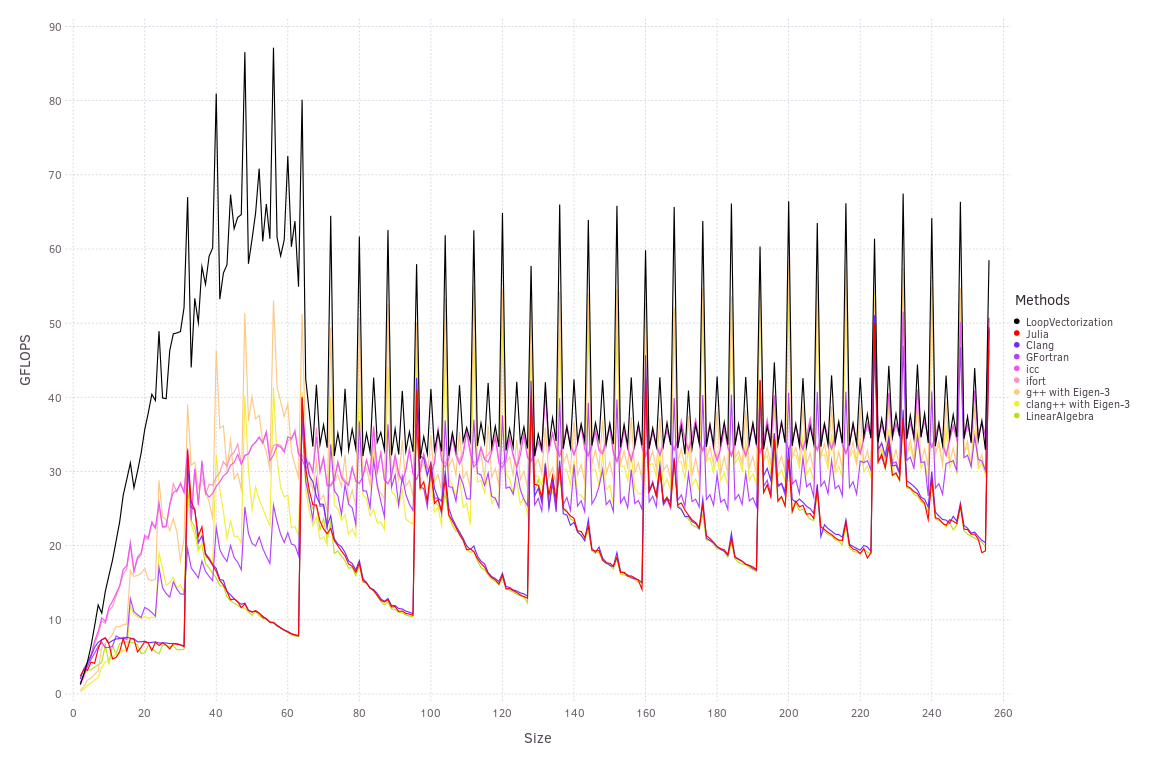 90
80
70
60
50
40
30
20
10
0
GFLOPS
0 20 40 60 80 100 120 140 160 180 200 220 240 260
Size
Methods
LoopVectorization
Julia
Clang
GFortran
icc
ifort
g++ with Eigen-3
clang++ with Eigen-3
LinearAlgebra